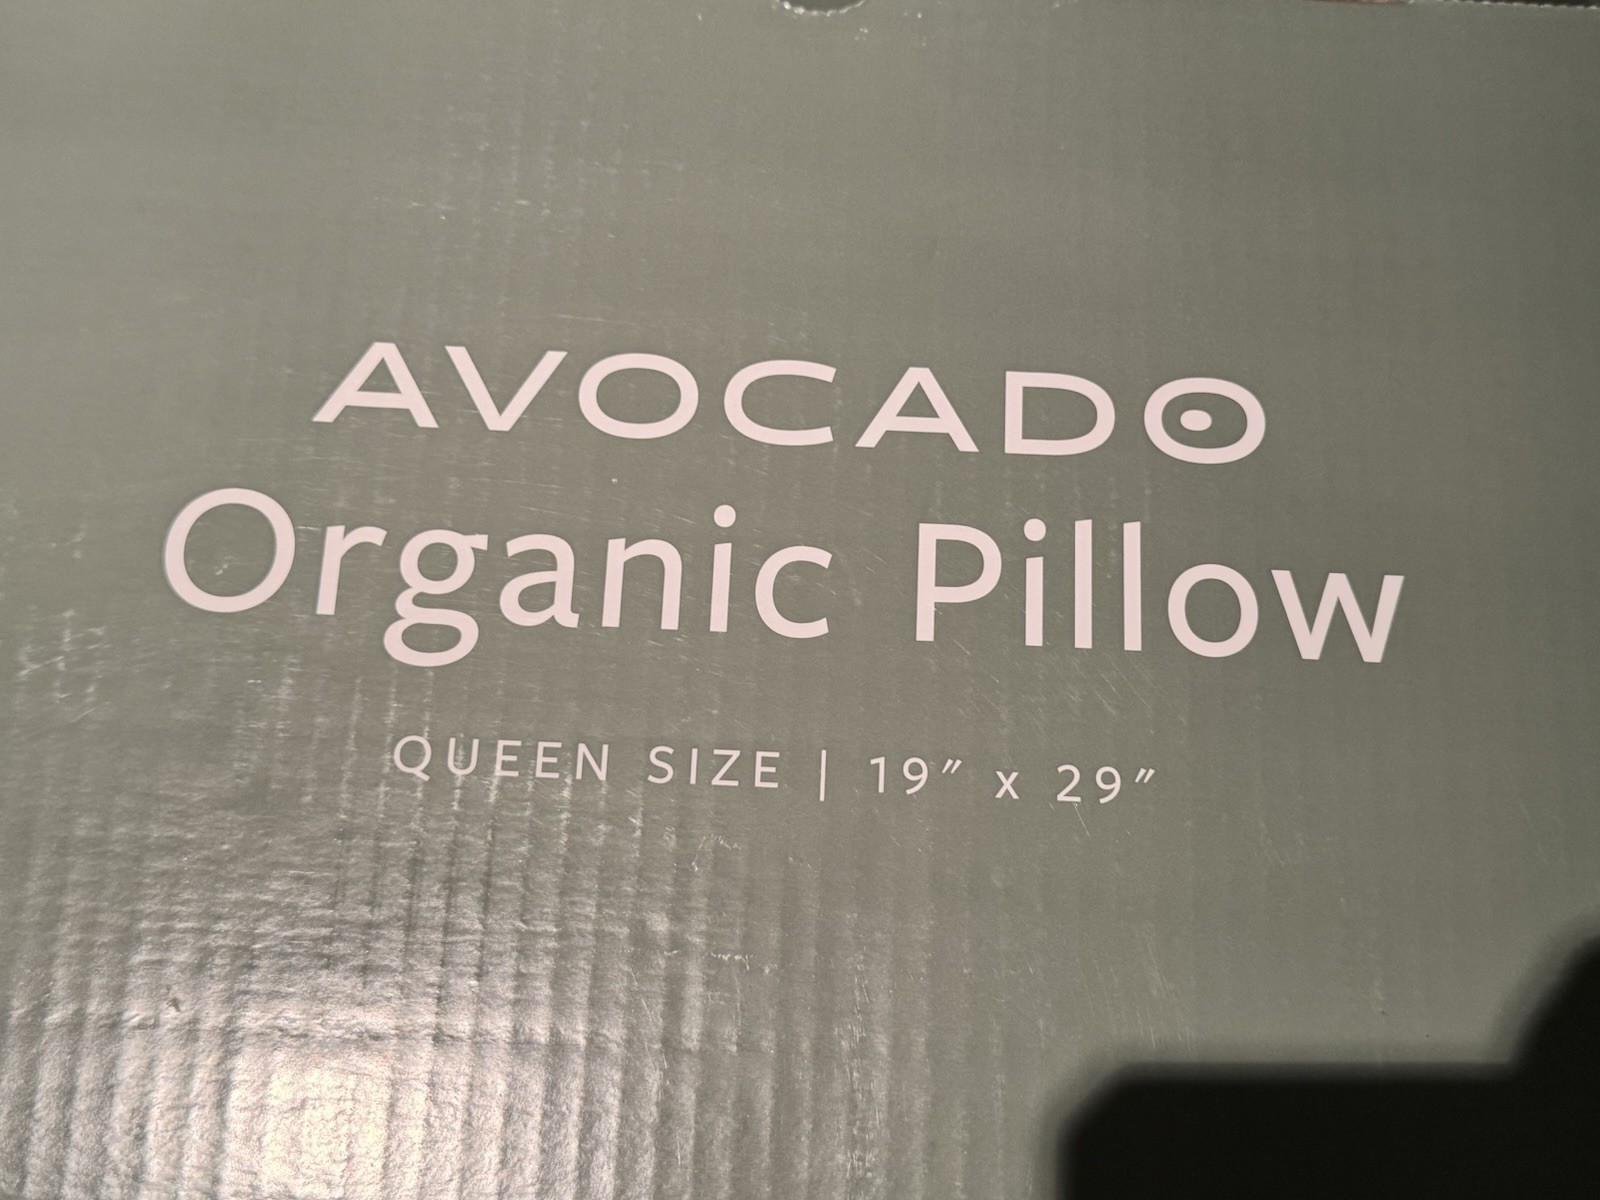 AVOCADO
Organic Pillow
QUEEN SIZE | 19″ x 29″